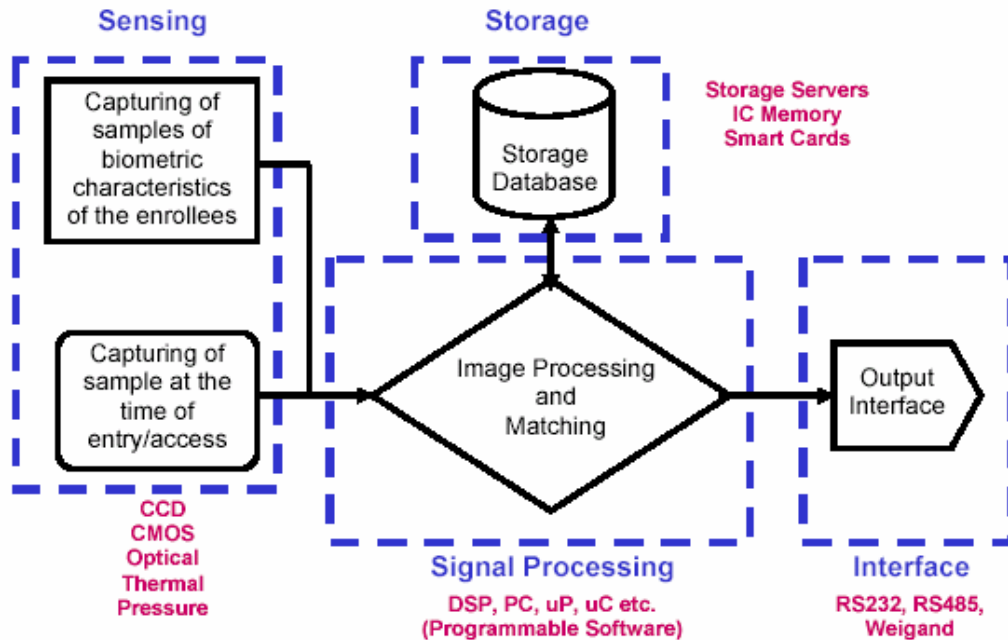 Sensing
Capturing of
samples of
biometric
characteristics
of the enrollees
Capturing of
sample at the
time of
entry/access
CCD
CMOS
Optical
Thermal
Pressure
Storage
Storage
Database
Storage Servers
IC Memory
Smart Cards
Image Processing
and
Matching
Signal Processing
DSP, PC, uP, uC etc.
(Programmable Software)
Output
Interface
Interface
RS232, RS485,
Weigand